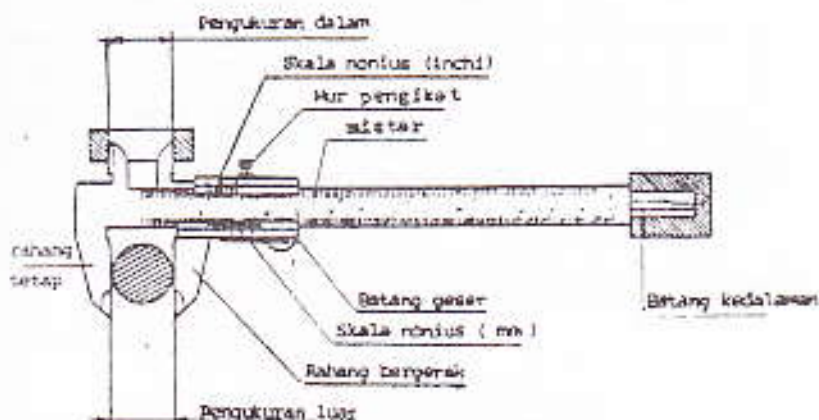 Pengukuran dalam
Skala nonius (inchi)
Mur pengikat
mistar
rahang
tetap
Batang geser
Batang kedalaman
Skala nonius ( mm )
Rahang bergerak
Pengukuran luar